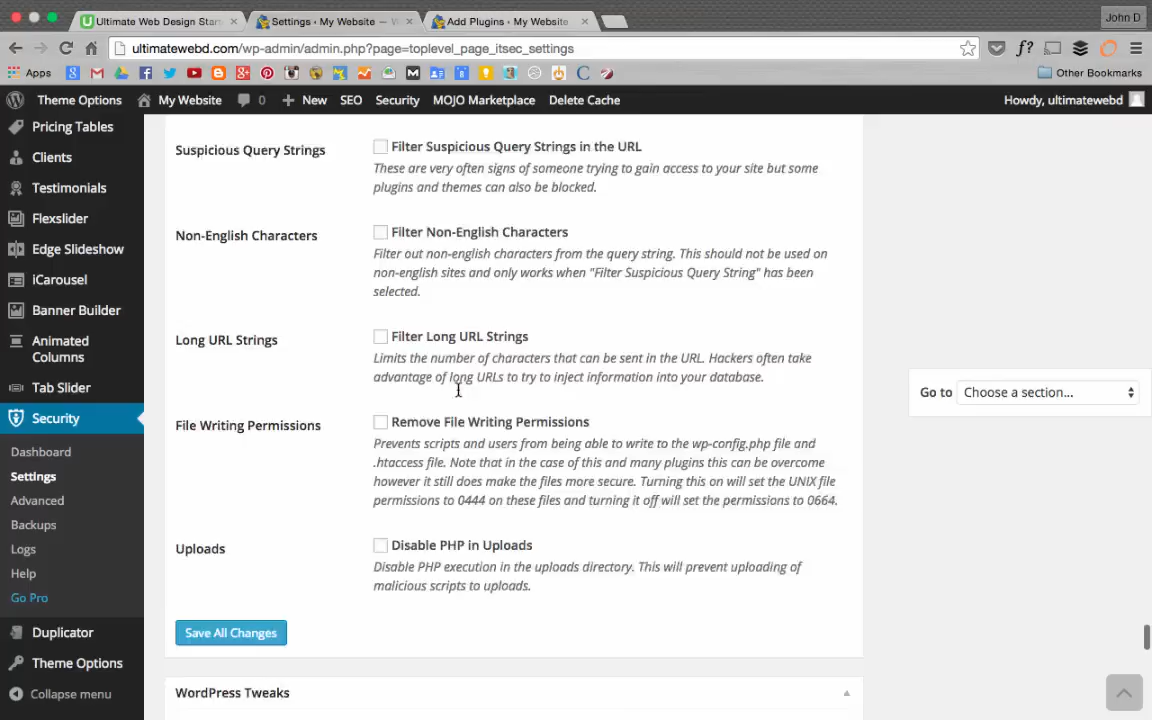 Ultimate Web Design Star
Settings ‹ My Website — W
Add Plugins ‹ My Website
John D
ultimatewebd.com/wp-admin/admin.php?page=toplevel_page_itsec_settings
Apps
Other Bookmarks
Theme Options
My Website
0
New
SEO
Security
MOJO Marketplace
Delete Cache
Howdy, ultimatewebd
Pricing Tables
Clients
Testimonials
Flexslider
Edge Slideshow
iCarousel
Banner Builder
Animated
Columns
Tab Slider
Security
Dashboard
Settings
Advanced
Backups
Logs
Help
Go Pro
Duplicator
Theme Options
Collapse menu
Suspicious Query Strings
Filter Suspicious Query Strings in the URL
These are very often signs of someone trying to gain access to your site but some
plugins and themes can also be blocked.
Non-English Characters
Filter Non-English Characters
Filter out non-english characters from the query string. This should not be used on
non-english sites and only works when "Filter Suspicious Query String" has been
selected.
Long URL Strings
Filter Long URL Strings
Limits the number of characters that can be sent in the URL. Hackers often take
advantage of long URLs to try to inject information into your database.
File Writing Permissions
Remove File Writing Permissions
Prevents scripts and users from being able to write to the wp-config.php file and
.htaccess file. Note that in the case of this and many plugins this can be overcome
however it still does make the files more secure. Turning this on will set the UNIX file
permissions to 0444 on these files and turning it off will set the permissions to 0664.
Uploads
Disable PHP in Uploads
Disable PHP execution in the uploads directory. This will prevent uploading of
malicious scripts to uploads.
Save All Changes
WordPress Tweaks
Go to
Choose a section...